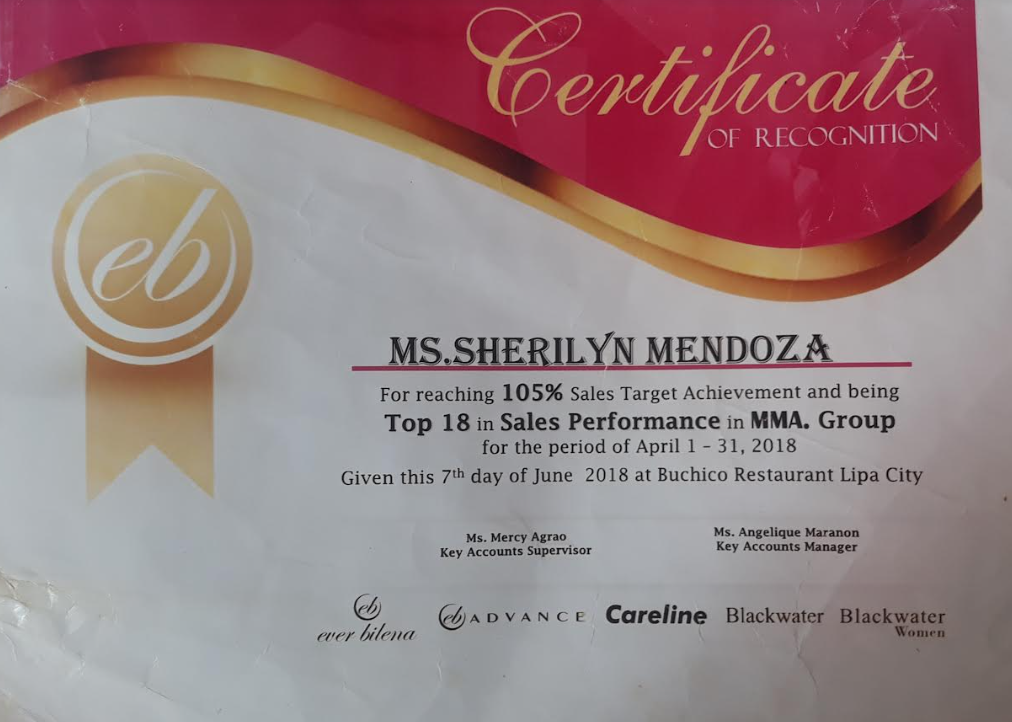 Certificate
OF RECOGNITION
eb
MS.SHERILYN MENDOZA
For reaching 105% Sales Target Achievement and being
Top 18 in Sales Performance in MMA. Group
for the period of April 1 - 31, 2018
Given this 7th day of June 2018 at Buchico Restaurant Lipa City
Ms. Mercy Agrao
Key Accounts Supervisor
Ms. Angelique Maranon
Key Accounts Manager
eb
ever bilena
eb ADVANCE
Careline
Blackwater
Blackwater
Women